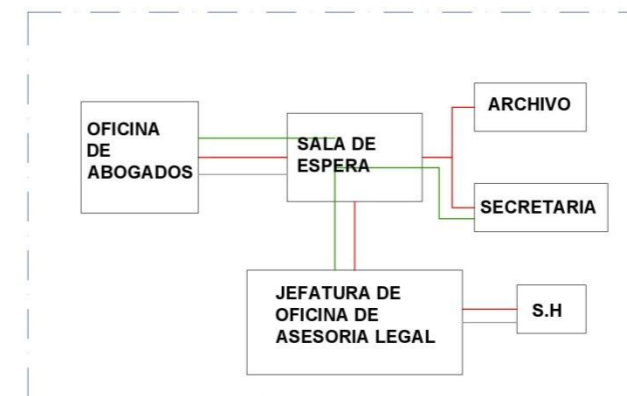 OFICINA
DE
ABOGADOS
SALA DE
ESPERA
ARCHIVO
SECRETARIA
JEFATURA DE
OFICINA DE
ASESORIA LEGAL
S.H